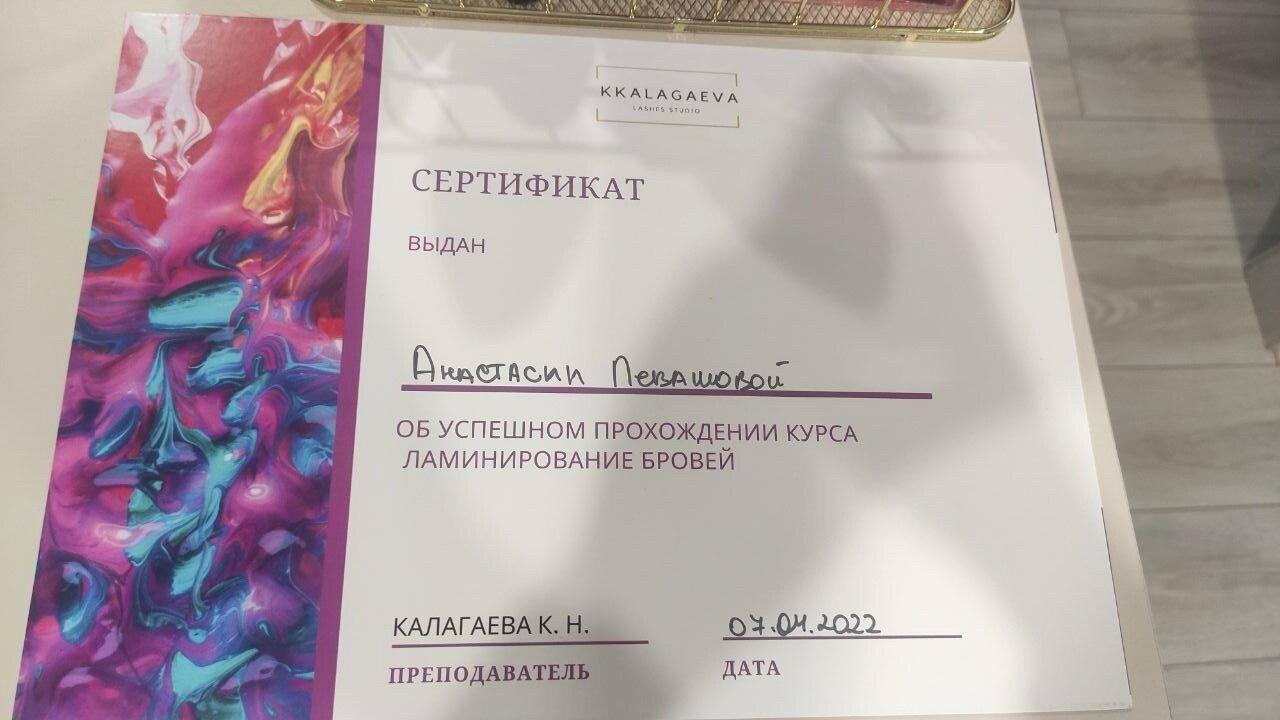 KKALAGAEVA
LASHES STUDIO
СЕРТИФИКАТ
ВЫДАН
Анастасии Левашовой
ОБ УСПЕШНОМ ПРОХОЖДЕНИИ КУРСА
ЛАМИНИРОВАНИЕ БРОВЕЙ
КАЛАГАЕВА К. Н.
07.04.2022
ПРЕПОДАВАТЕЛЬ
ДАТА